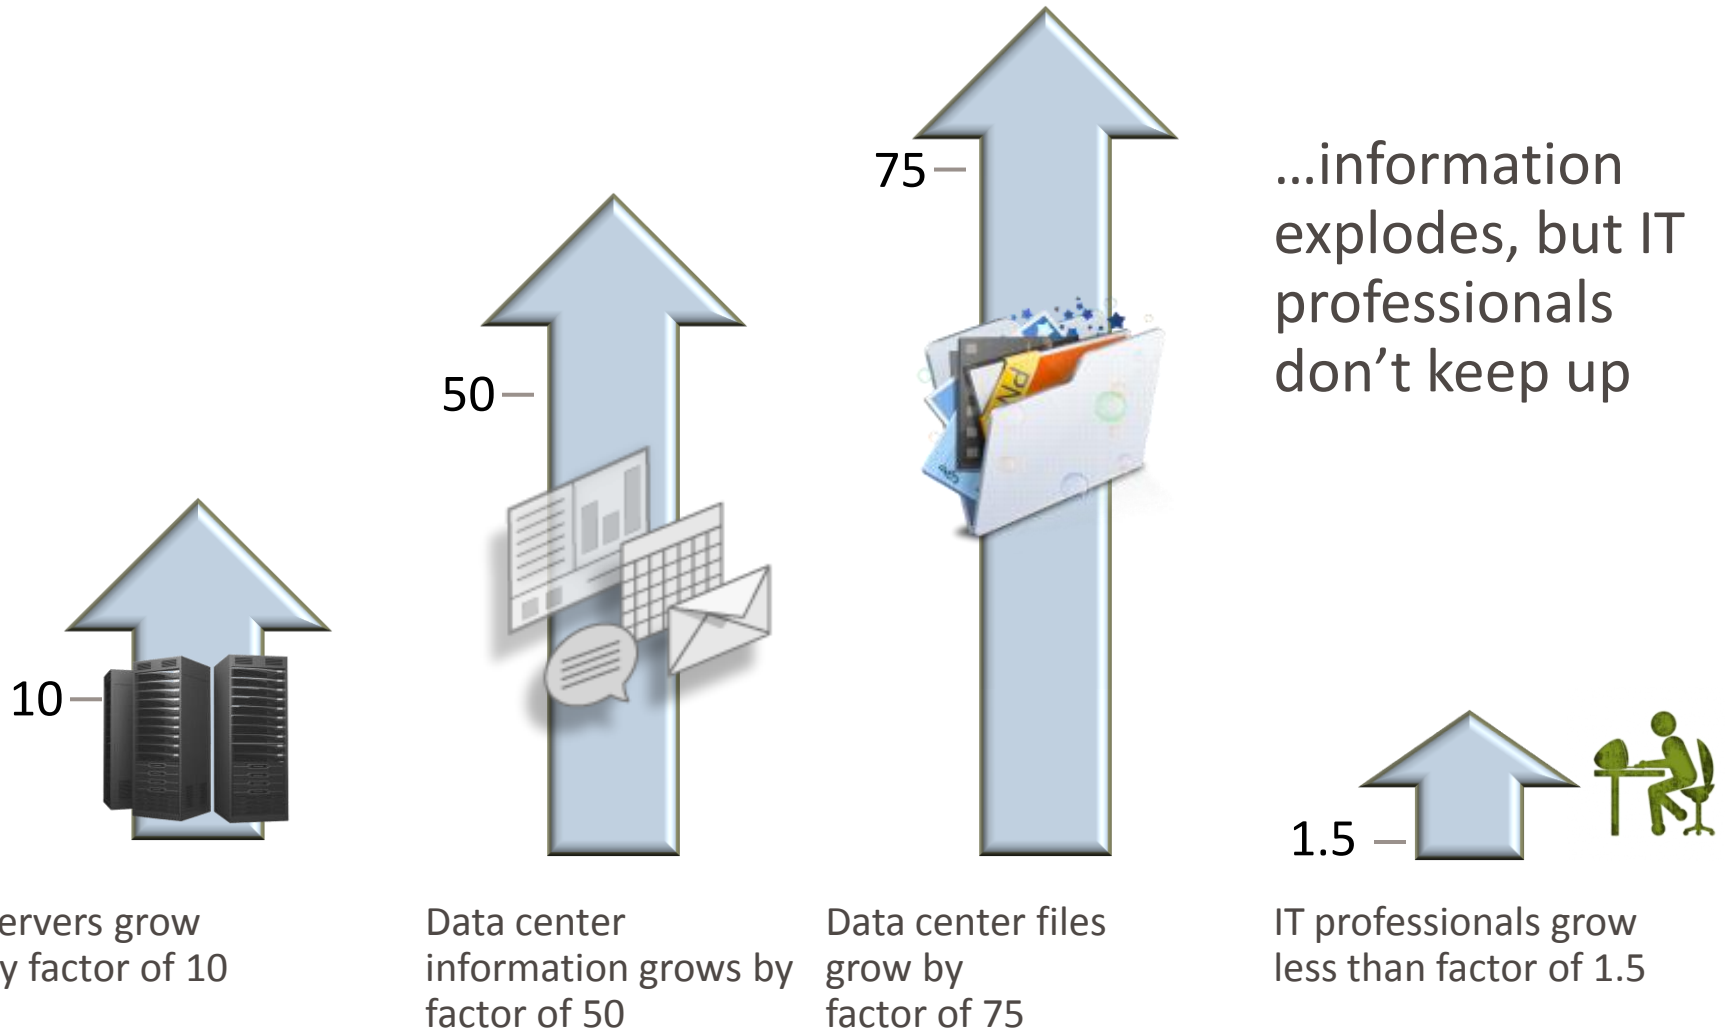 75
...information
explodes, but IT
professionals
don't keep up
50
10
1.5
ervers grow
y factor of 10
Data center
information grows by
factor of 50
Data center files
grow by
factor of 75
IT professionals grow
less than factor of 1.5